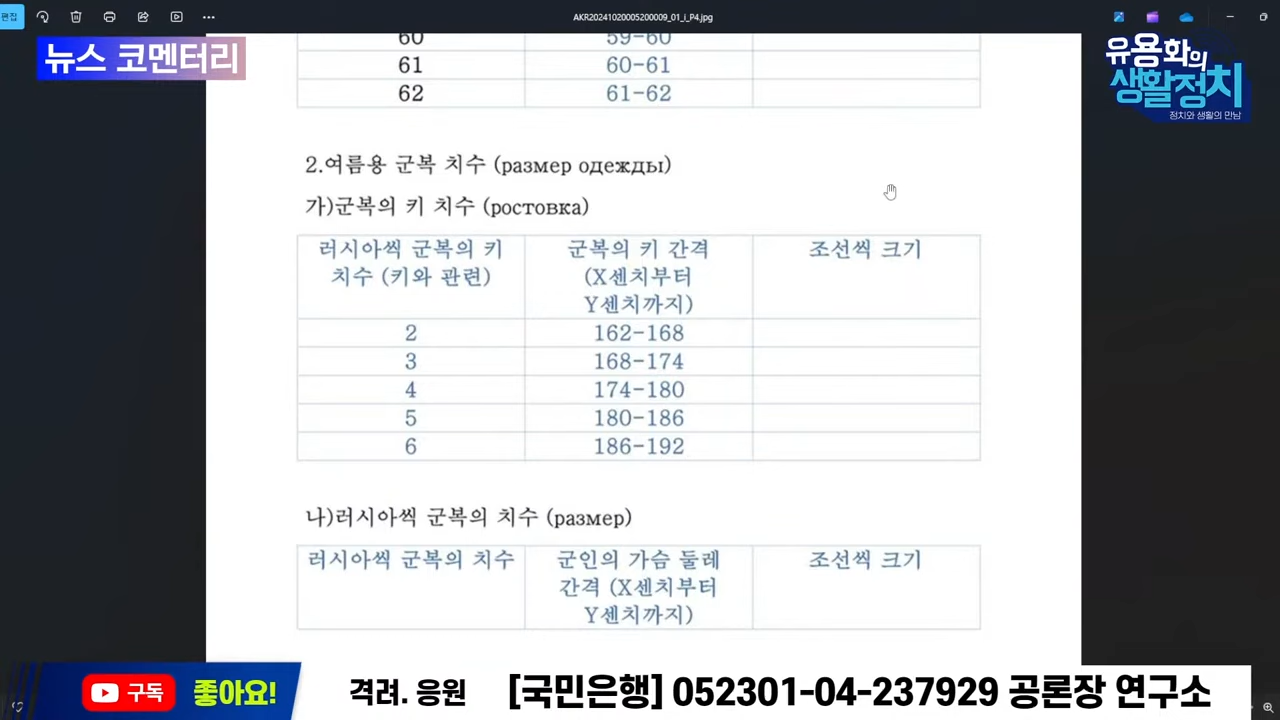 편집
AKR20241020005200009_01_i_P4.jpg
뉴스 코멘터리
유용화의
생활정치
정치와 생활의 만남
60 59-60
61 60-61
62 61-62
2.여름용 군복 치수 (размер одежды)
가)군복의 키 치수 (ростовка)
러시아씩 군복의 키 치수 (키와 관련)
군복의 키 간격 (X센치부터 Y센치까지)
조선씩 크기
2 162-168
3 168-174
4 174-180
5 180-186
6 186-192
나)러시아씩 군복의 치수 (размер)
러시아씩 군복의 치수
군인의 가슴 둘레 간격 (X센치부터 Y센치까지)
조선씩 크기
구독 좋아요! 격려. 응원 [국민은행] 052301-04-237929 공론장 연구소